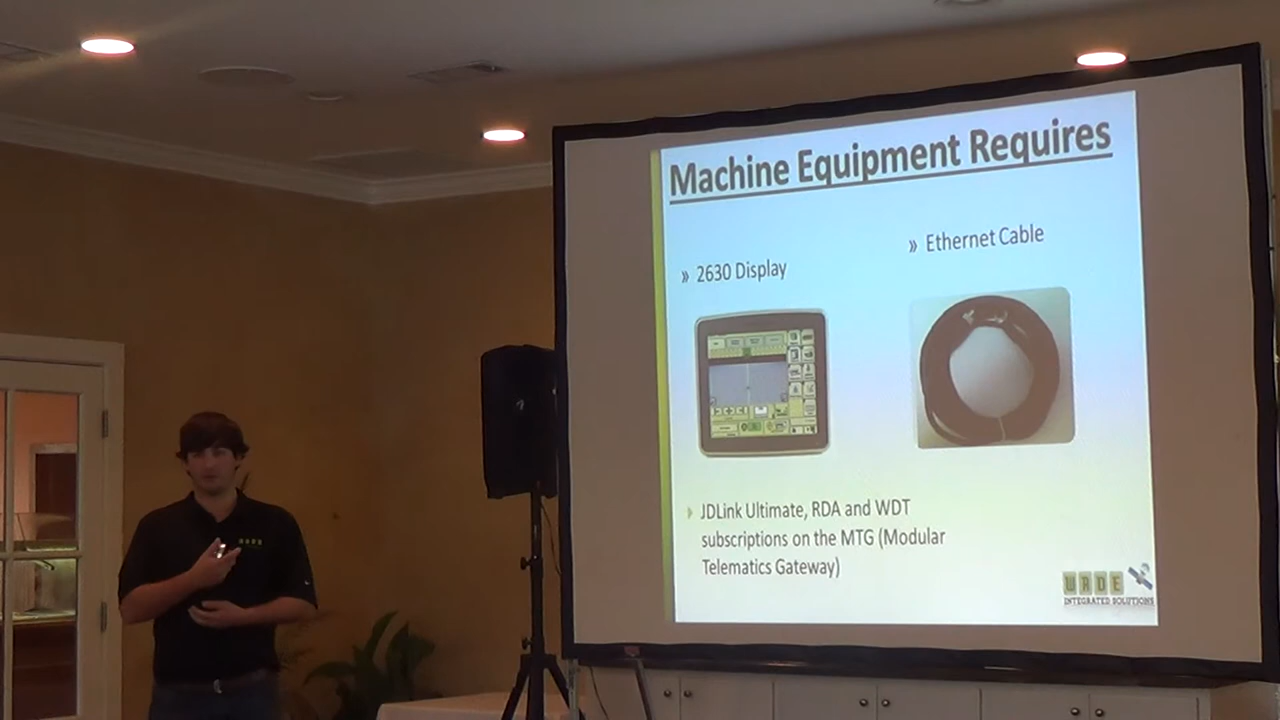 Machine Equipment Requires
» Ethernet Cable
» 2630 Display
JDLink Ultimate, RDA and WDT
subscriptions on the MTG (Modular
Telematics Gateway)
WADE
INTEGRATED SOLUTIONS